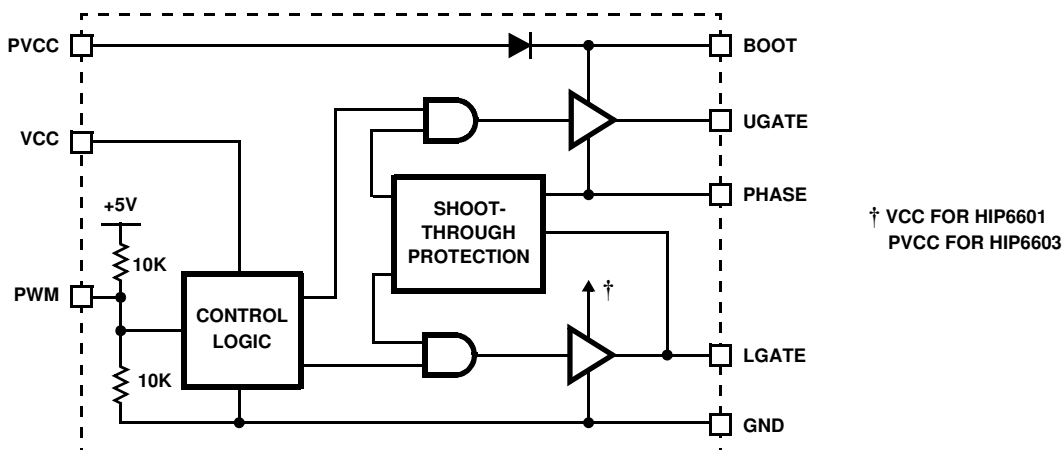 PVCC
BOOT
VCC
UGATE
+5V
SHOOT-
THROUGH
PROTECTION
PHASE
† VCC FOR HIP6601
PVCC FOR HIP6603
10K
PWM
†
CONTROL
LOGIC
LGATE
10K
GND